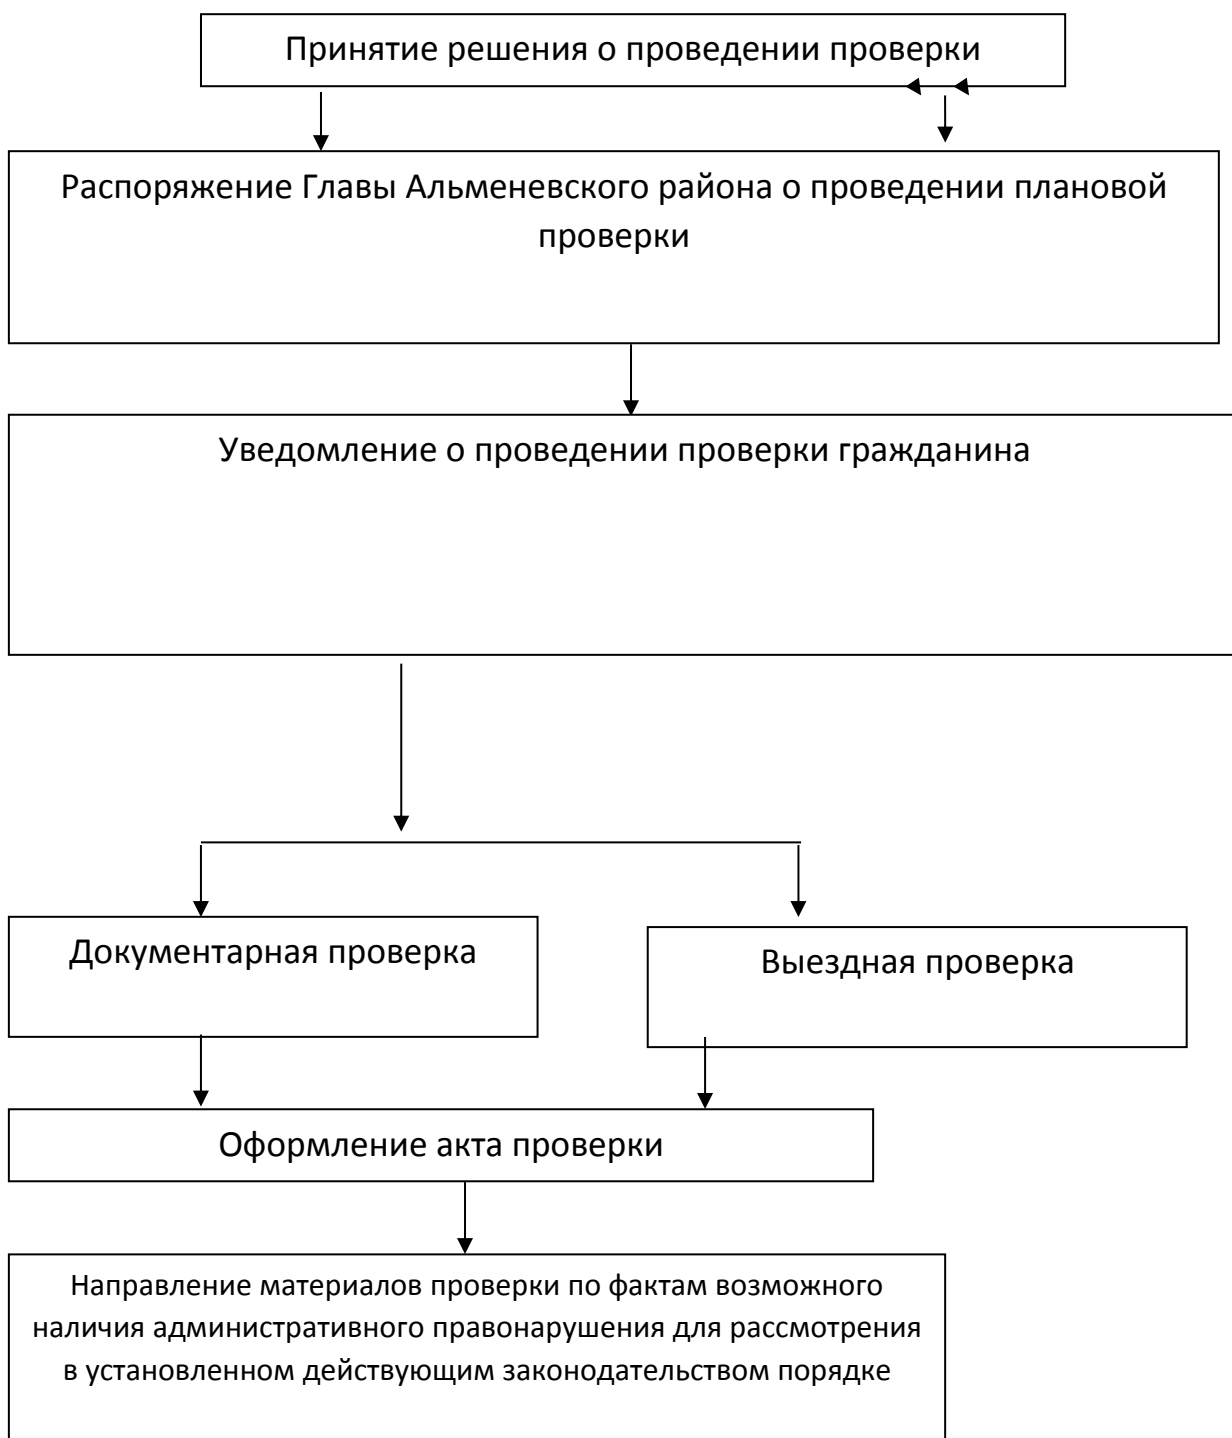 Принятие решения о проведении проверки
Распоряжение Главы Альменевского района о проведении плановой
проверки
Уведомление о проведении проверки гражданина
Документарная проверка
Выездная проверка
Оформление акта проверки
Направление материалов проверки по фактам возможного
наличия административного правонарушения для рассмотрения
в установленном действующим законодательством порядке